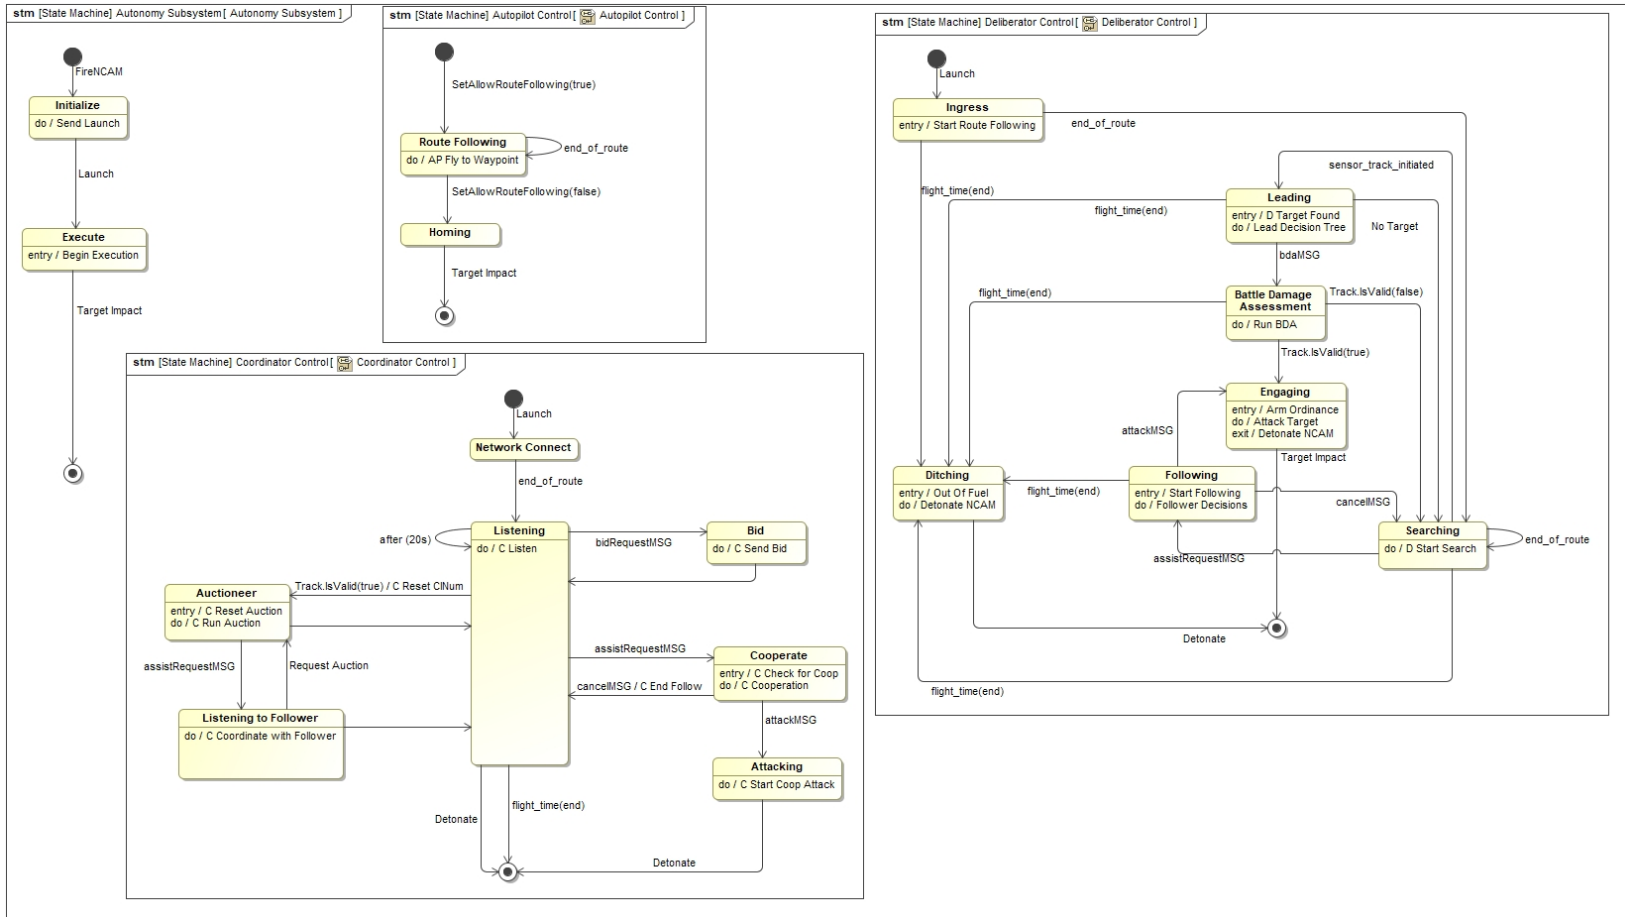 stm [State Machine] Autonomy Subsystem[ Autonomy Subsystem ]
FireNCAM
Initialize
do / Send Launch
Launch
Execute
entry / Begin Execution
Target Impact
stm [State Machine] Autopilot Control[ Autopilot Control ]
SetAllowRouteFollowing(true)
Route Following
do / AP Fly to Waypoint
end_of_route
SetAllowRouteFollowing(false)
Homing
Target Impact
stm [State Machine] Coordinator Control[ Coordinator Control ]
Launch
Network Connect
end_of_route
Listening
do / C Listen
after (20s)
bidRequestMSG
Bid
do / C Send Bid
Track.IsValid(true) / C Reset ClNum
Auctioneer
entry / C Reset Auction
do / C Run Auction
assistRequestMSG
Request Auction
Listening to Follower
do / C Coordinate with Follower
assistRequestMSG
Cooperate
entry / C Check for Coop
do / C Cooperation
cancelMSG / C End Follow
attackMSG
Attacking
do / C Start Coop Attack
flight_time(end)
Detonate
Detonate
stm [State Machine] Deliberator Control[ Deliberator Control ]
Launch
Ingress
entry / Start Route Following
end_of_route
sensor_track_initiated
flight_time(end)
Leading
entry / D Target Found
do / Lead Decision Tree
flight_time(end)
No Target
bdaMSG
flight_time(end)
Battle Damage
Assessment
do / Run BDA
Track.IsValid(false)
Track.IsValid(true)
Engaging
entry / Arm Ordinance
do / Attack Target
exit / Detonate NCAM
attackMSG
Target Impact
Ditching
entry / Out Of Fuel
do / Detonate NCAM
flight_time(end)
Following
entry / Start Following
do / Follower Decisions
cancelMSG
Searching
do / D Start Search
end_of_route
assistRequestMSG
Detonate
flight_time(end)